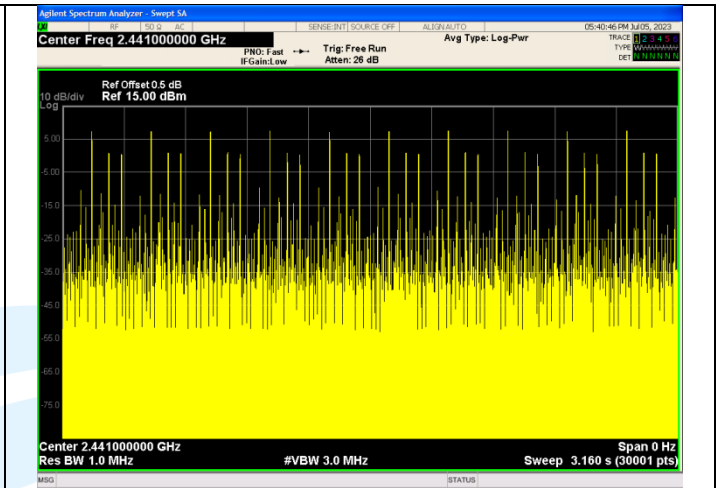 Agilent Spectrum Analyzer - Swept SA
RF 50 Ω AC SENSE:INT SOURCE OFF ALIGN AUTO 05:40:46 PM Jul 05, 2023
Center Freq 2.441000000 GHz Avg Type: Log-Pwr TRACE 1 2 3 4 5 6
PNO: Fast Trig: Free Run TYPE
IFGain:Low Atten: 26 dB DET N N N N N N
Ref Offset 0.5 dB
10 dB/div Ref 15.00 dBm
Log
5.00
-5.00
-15.0
-25.0
-35.0
-45.0
-55.0
-65.0
-75.0
Center 2.441000000 GHz Span 0 Hz
Res BW 1.0 MHz #VBW 3.0 MHz Sweep 3.160 s (30001 pts)
MSG STATUS